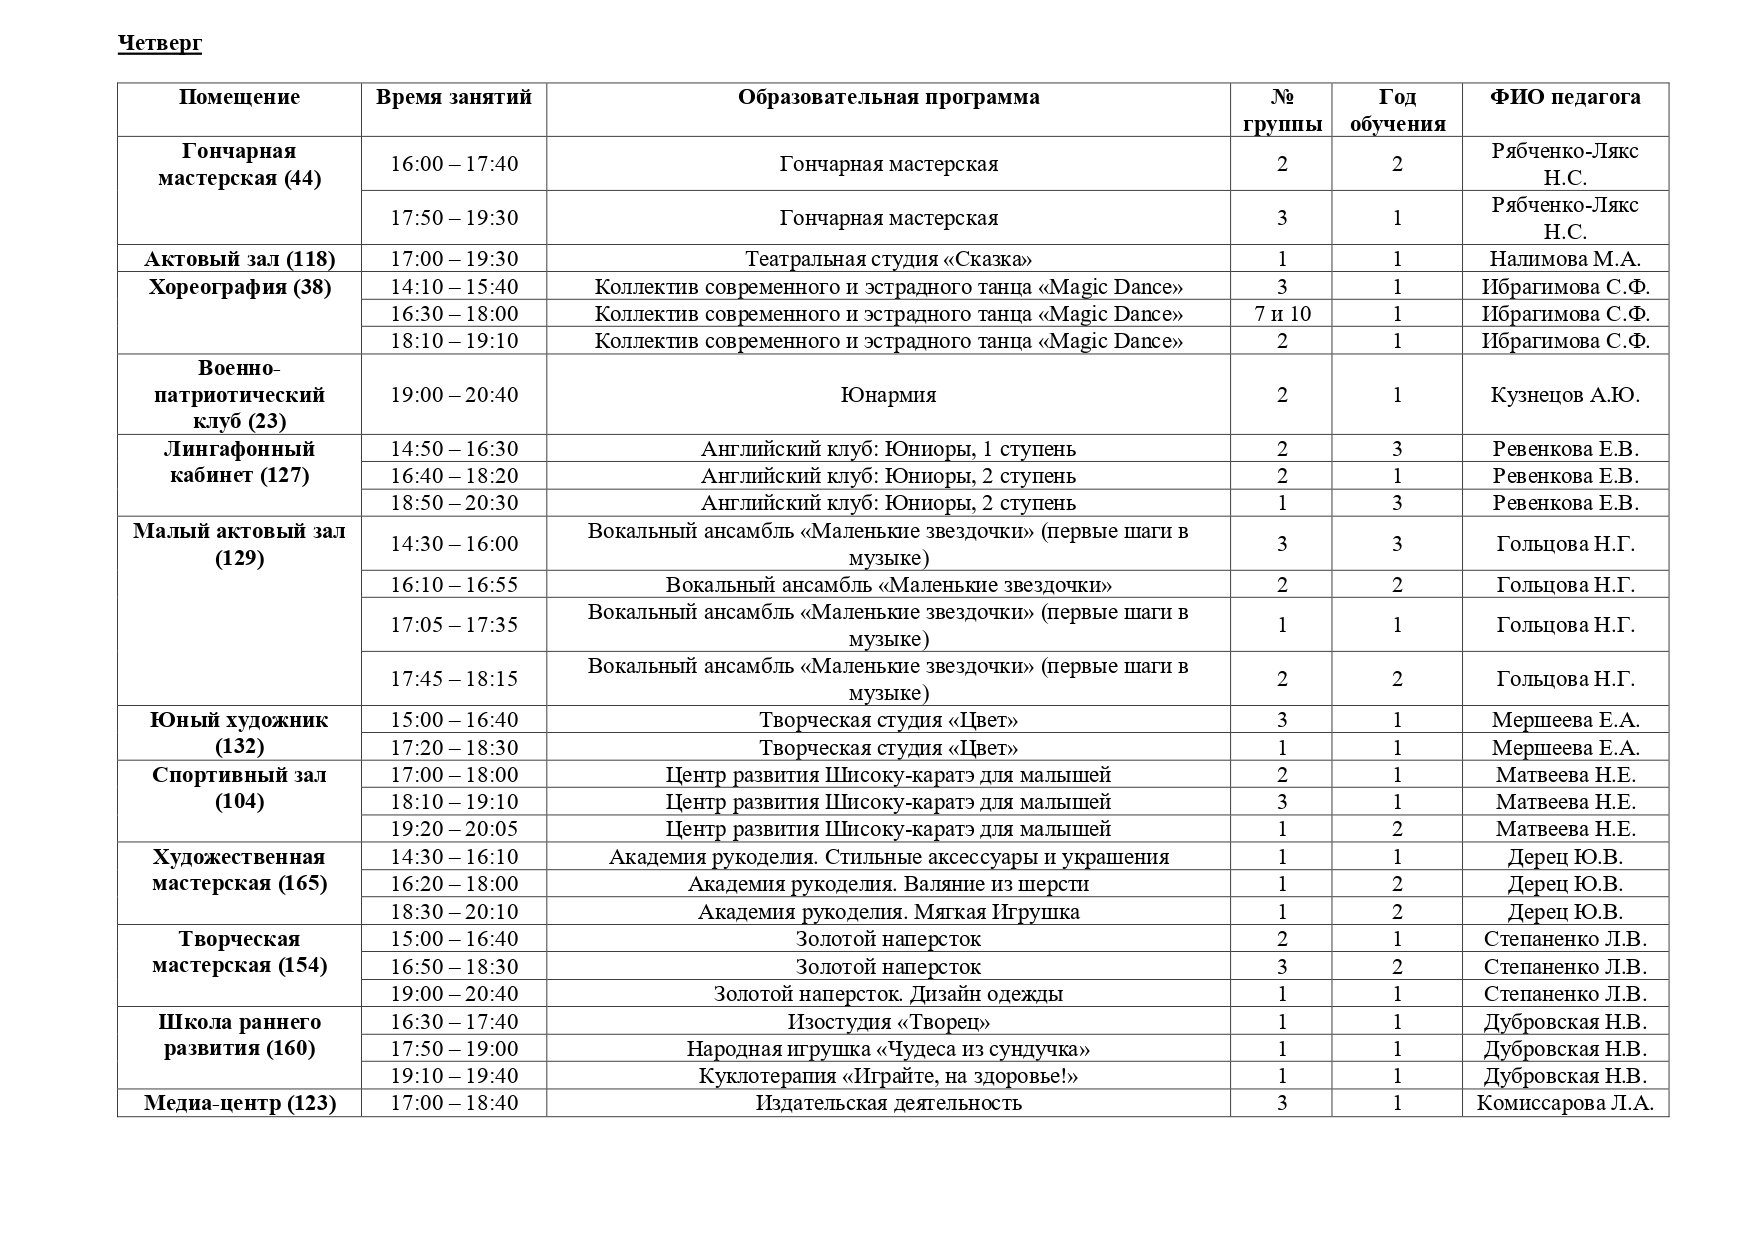 Четверг
Помещение Время занятий Образовательная программа № группы Год обучения ФИО педагога
Гончарная мастерская (44) 16:00 – 17:40 Гончарная мастерская 2 2 Рябченко-Лякс Н.С.
17:50 – 19:30 Гончарная мастерская 3 1 Рябченко-Лякс Н.С.
Актовый зал (118) 17:00 – 19:30 Театральная студия «Сказка» 1 1 Налимова М.А.
Хореография (38) 14:10 – 15:40 Коллектив современного и эстрадного танца «Magic Dance» 3 1 Ибрагимова С.Ф.
16:30 – 18:00 Коллектив современного и эстрадного танца «Magic Dance» 7 и 10 1 Ибрагимова С.Ф.
18:10 – 19:10 Коллектив современного и эстрадного танца «Magic Dance» 2 1 Ибрагимова С.Ф.
Военно-патриотический клуб (23) 19:00 – 20:40 Юнармия 2 1 Кузнецов А.Ю.
Лингафонный кабинет (127) 14:50 – 16:30 Английский клуб: Юниоры, 1 ступень 2 3 Ревенкова Е.В.
16:40 – 18:20 Английский клуб: Юниоры, 2 ступень 2 1 Ревенкова Е.В.
18:50 – 20:30 Английский клуб: Юниоры, 2 ступень 1 3 Ревенкова Е.В.
Малый актовый зал (129) 14:30 – 16:00 Вокальный ансамбль «Маленькие звездочки» (первые шаги в музыке) 3 3 Гольцова Н.Г.
16:10 – 16:55 Вокальный ансамбль «Маленькие звездочки» 2 2 Гольцова Н.Г.
17:05 – 17:35 Вокальный ансамбль «Маленькие звездочки» (первые шаги в музыке) 1 1 Гольцова Н.Г.
17:45 – 18:15 Вокальный ансамбль «Маленькие звездочки» (первые шаги в музыке) 2 2 Гольцова Н.Г.
Юный художник (132) 15:00 – 16:40 Творческая студия «Цвет» 3 1 Мершеева Е.А.
17:20 – 18:30 Творческая студия «Цвет» 1 1 Мершеева Е.А.
Спортивный зал (104) 17:00 – 18:00 Центр развития Шисоку-каратэ для малышей 2 1 Матвеева Н.Е.
18:10 – 19:10 Центр развития Шисоку-каратэ для малышей 3 1 Матвеева Н.Е.
19:20 – 20:05 Центр развития Шисоку-каратэ для малышей 1 2 Матвеева Н.Е.
Художественная мастерская (165) 14:30 – 16:10 Академия рукоделия. Стильные аксессуары и украшения 1 1 Дерец Ю.В.
16:20 – 18:00 Академия рукоделия. Валяние из шерсти 1 2 Дерец Ю.В.
18:30 – 20:10 Академия рукоделия. Мягкая Игрушка 1 2 Дерец Ю.В.
Творческая мастерская (154) 15:00 – 16:40 Золотой наперсток 2 1 Степаненко Л.В.
16:50 – 18:30 Золотой наперсток 3 2 Степаненко Л.В.
19:00 – 20:40 Золотой наперсток. Дизайн одежды 1 1 Степаненко Л.В.
Школа раннего развития (160) 16:30 – 17:40 Изостудия «Творец» 1 1 Дубровская Н.В.
17:50 – 19:00 Народная игрушка «Чудеса из сундучка» 1 1 Дубровская Н.В.
19:10 – 19:40 Куклотерапия «Играйте, на здоровье!» 1 1 Дубровская Н.В.
Медиа-центр (123) 17:00 – 18:40 Издательская деятельность 3 1 Комиссарова Л.А.